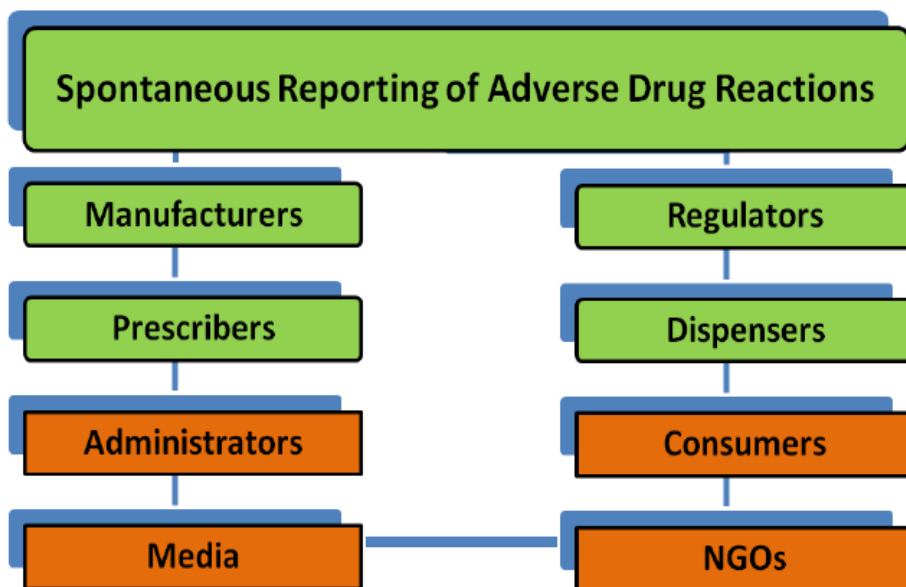 Spontaneous Reporting of Adverse Drug Reactions
Manufacturers
Regulators
Prescribers
Dispensers
Administrators
Consumers
Media
NGOs